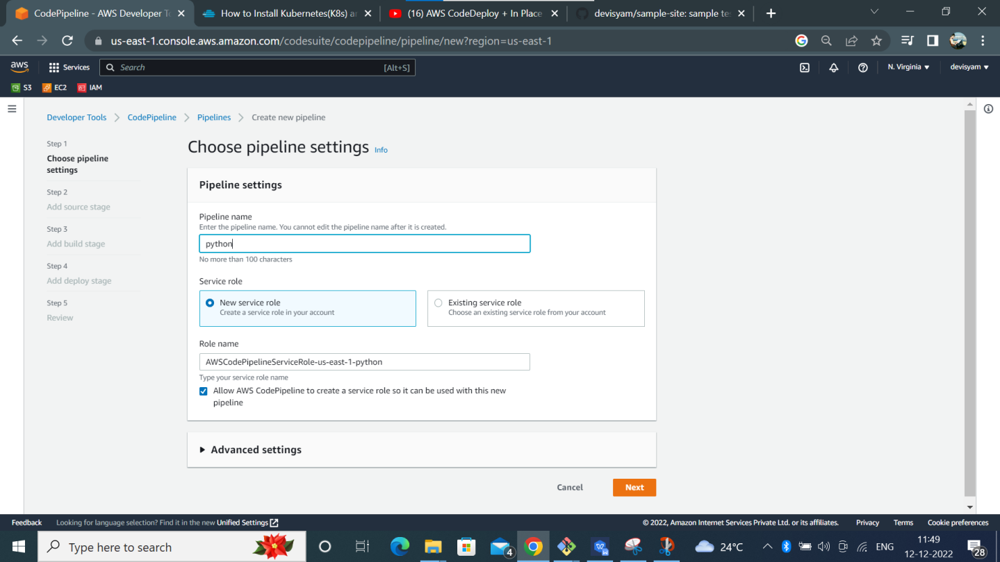 CodePipeline - AWS Developer To
How to Install Kubernetes(K8s) an
(16) AWS CodeDeploy + In Place
devisyam/sample-site: sample tes
us-east-1.console.aws.amazon.com/codesuite/codepipeline/pipeline/new?region=us-east-1
aws
Services
Search
[Alt+S]
N. Virginia
devisyam
S3
EC2
IAM
Developer Tools
CodePipeline
Pipelines
Create new pipeline
Step 1
Choose pipeline
settings
Step 2
Add source stage
Step 3
Add build stage
Step 4
Add deploy stage
Step 5
Review
Choose pipeline settings Info
Pipeline settings
Pipeline name
Enter the pipeline name. You cannot edit the pipeline name after it is created.
python
No more than 100 characters
Service role
New service role
Create a service role in your account
Existing service role
Choose an existing service role from your account
Role name
AWSCodePipelineServiceRole-us-east-1-python
Type your service role name
Allow AWS CodePipeline to create a service role so it can be used with this new
pipeline
Advanced settings
Cancel
Next
Feedback
Looking for language selection? Find it in the new Unified Settings
© 2022, Amazon Internet Services Private Ltd. or its affiliates.
Privacy
Terms
Cookie preferences
Type here to search
4
24°C
ENG
11:49
12-12-2022
28